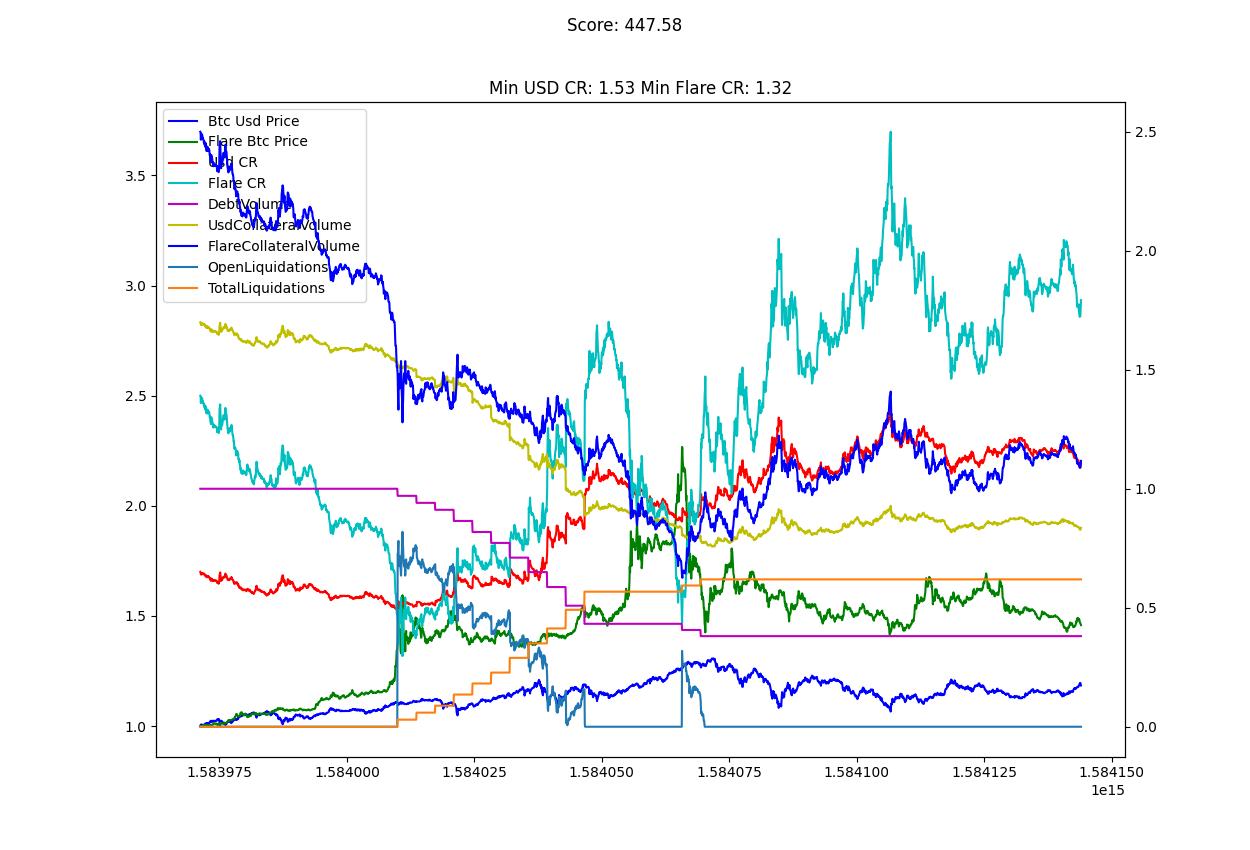 Score: 447.58
Min USD CR: 1.53 Min Flare CR: 1.32
Btc Usd Price
Flare Btc Price
Usd CR
Flare CR
DebtVolume
UsdCollateralVolume
FlareCollateralVolume
OpenLiquidations
TotalLiquidations
3.5
3.0
2.5
2.0
1.5
1.0
2.5
2.0
1.5
1.0
0.5
0.0
1.583975 1.584000 1.584025 1.584050 1.584075 1.584100 1.584125 1.584150
1e15